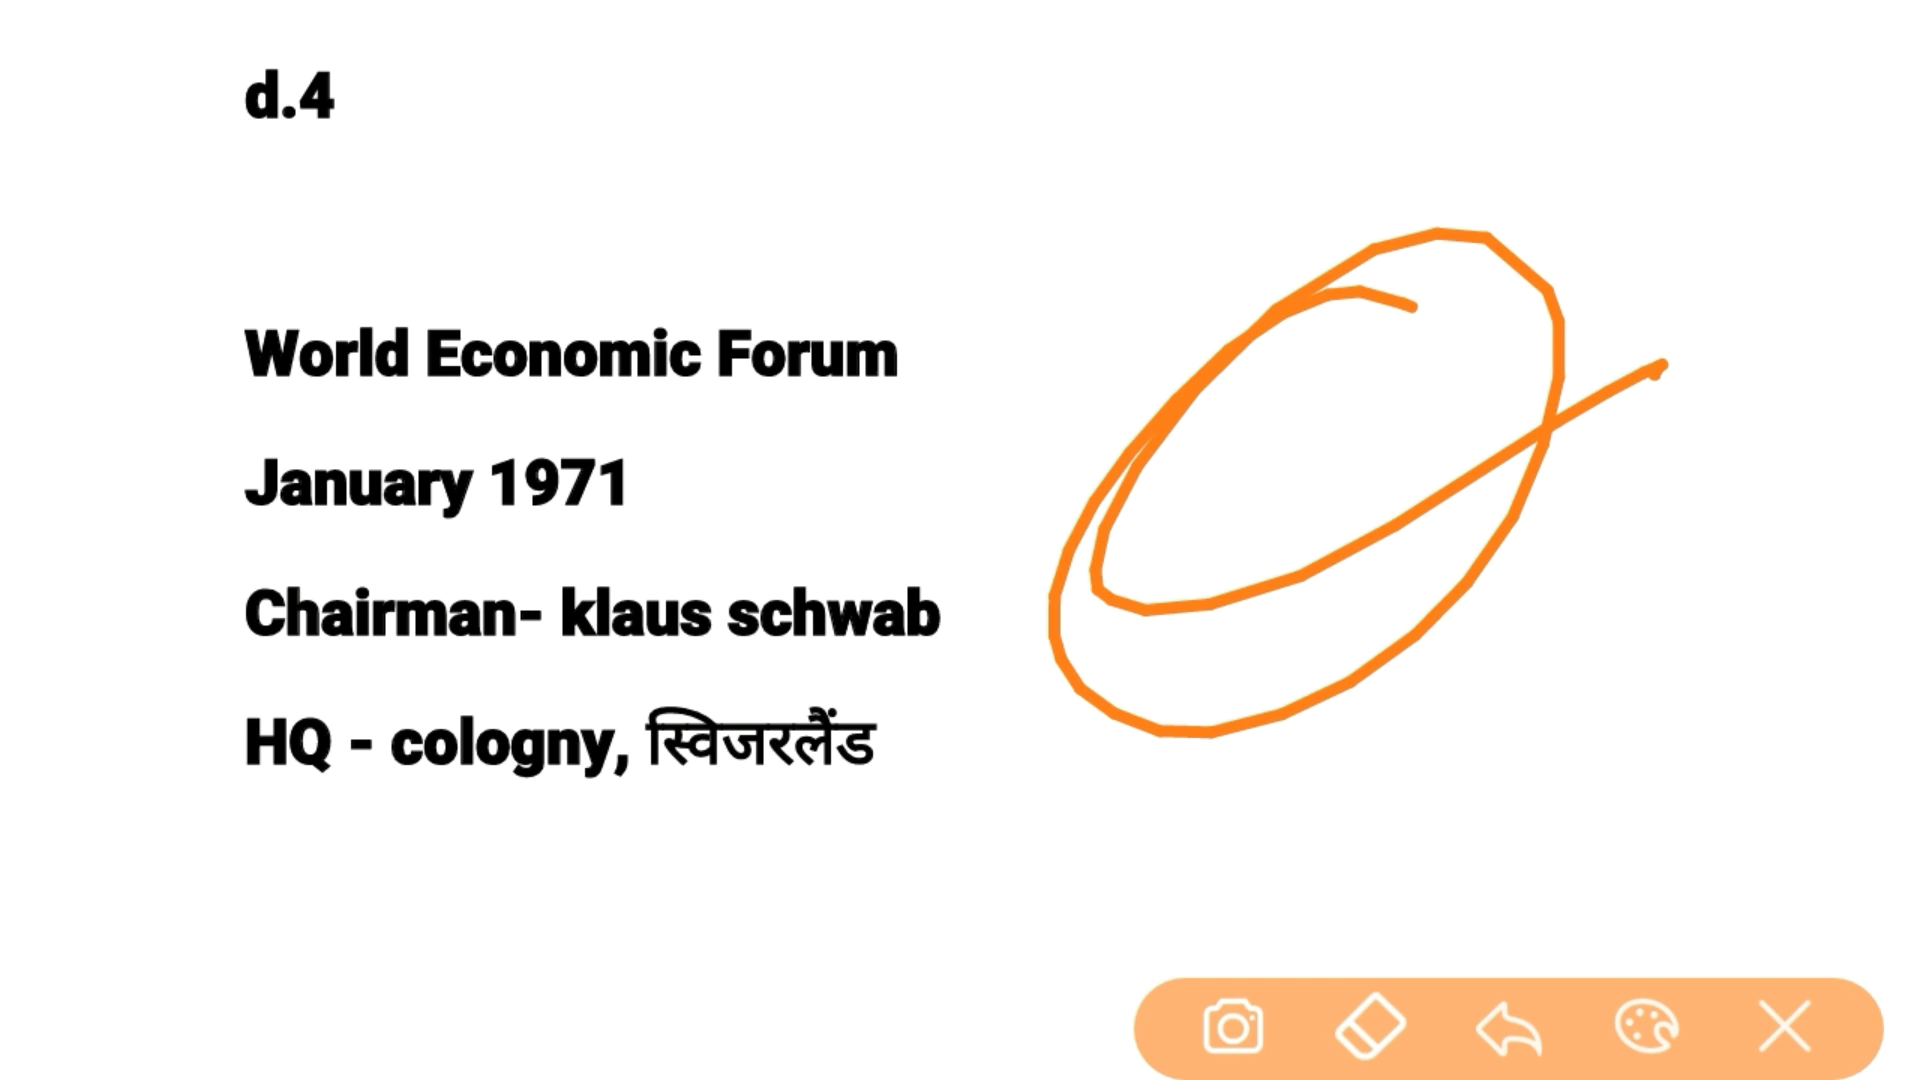 d.4
World Economic Forum
January 1971
Chairman- klaus schwab
HQ - cologny, स्विजरलैंड